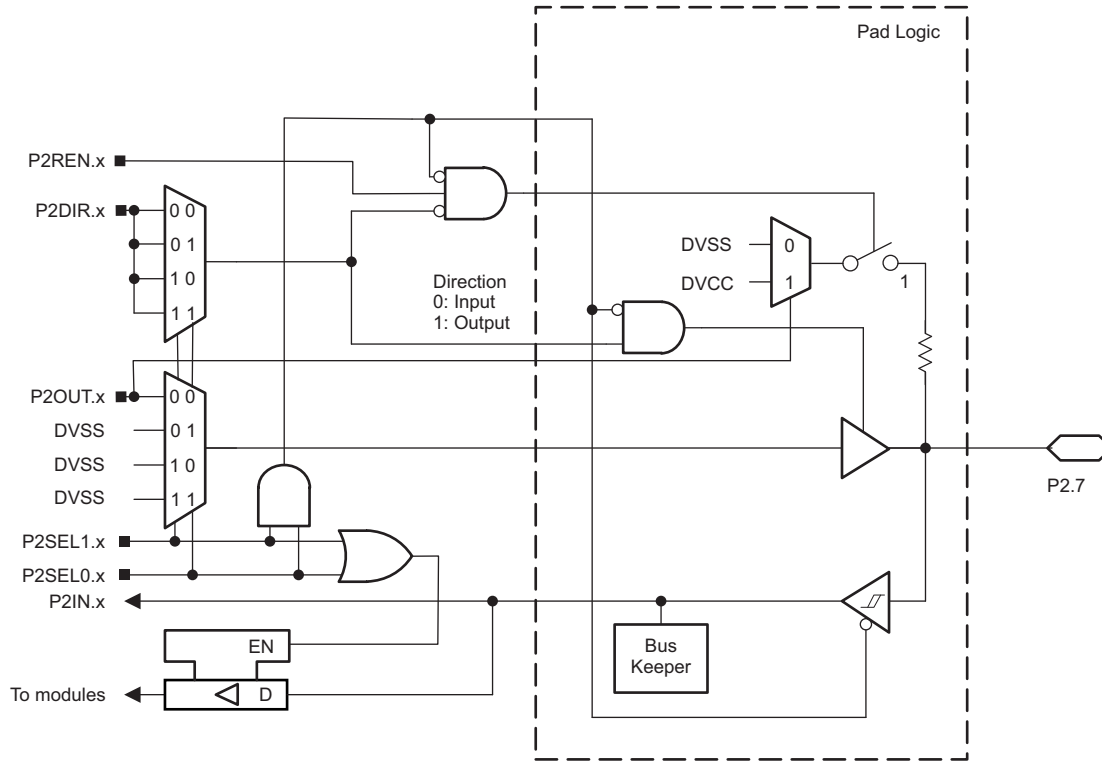 Pad Logic
P2REN.x
P2DIR.x
0 0
0 1
1 0
1 1
Direction
0: Input
1: Output
DVSS
0
DVCC
1
1
P2OUT.x
0 0
DVSS
0 1
DVSS
1 0
DVSS
1 1
P2.7
P2SEL1.x
P2SEL0.x
P2IN.x
EN
Bus
Keeper
To modules
D